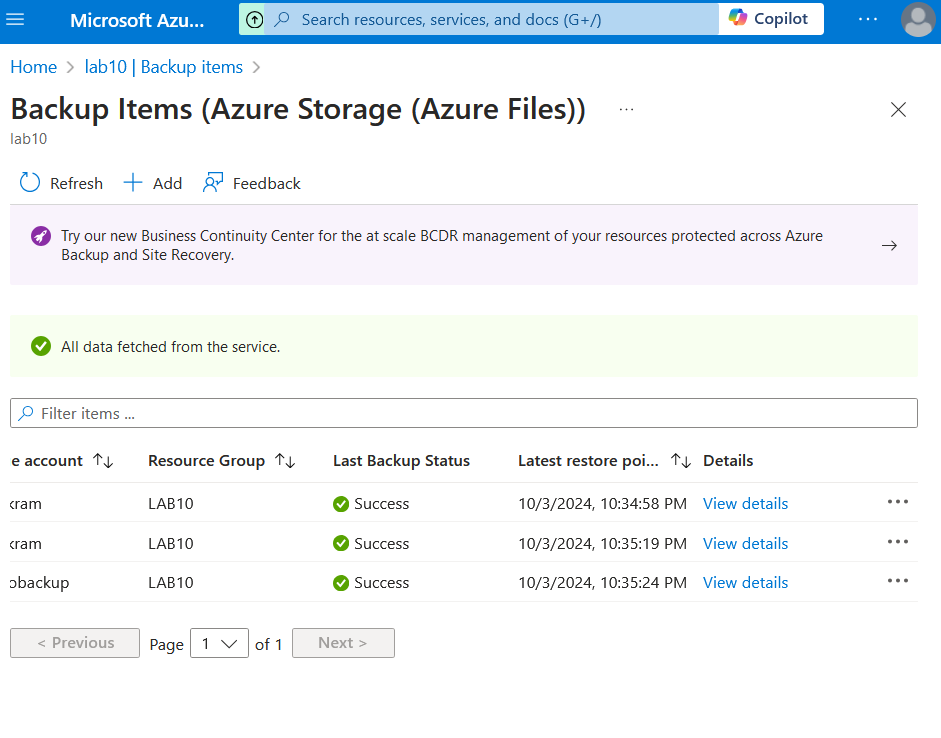 Microsoft Azu...
Search resources, services, and docs (G+/)
Copilot
...
Home > lab10 | Backup items >
Backup Items (Azure Storage (Azure Files)) ...
lab10
Refresh
Add
Feedback
Try our new Business Continuity Center for the at scale BCDR management of your resources protected across Azure
Backup and Site Recovery.
All data fetched from the service.
Filter items ...
e account ↑↓ Resource Group ↑↓ Last Backup Status Latest restore poi... ↑↓ Details
kram LAB10 Success 10/3/2024, 10:34:58 PM View details ...
kram LAB10 Success 10/3/2024, 10:35:19 PM View details ...
obackup LAB10 Success 10/3/2024, 10:35:24 PM View details ...
< Previous Page 1 of 1 Next >